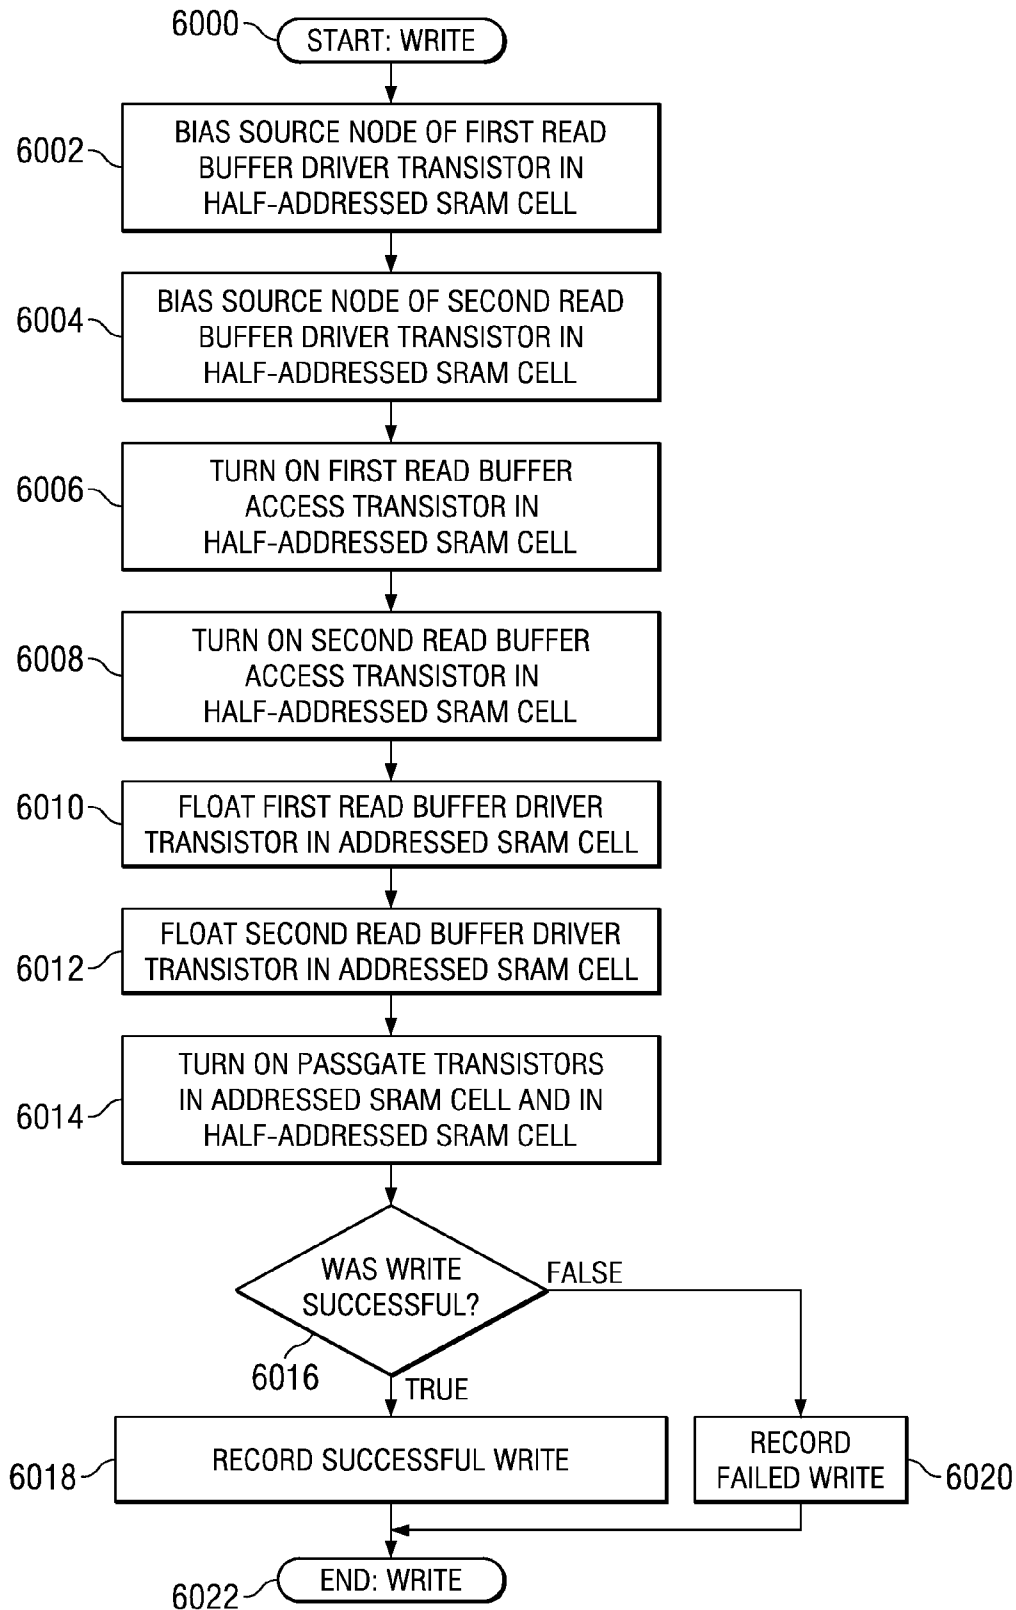 6000
START: WRITE
6002
BIAS SOURCE NODE OF FIRST READ
BUFFER DRIVER TRANSISTOR IN
HALF-ADDRESSED SRAM CELL
6004
BIAS SOURCE NODE OF SECOND READ
BUFFER DRIVER TRANSISTOR IN
HALF-ADDRESSED SRAM CELL
6006
TURN ON FIRST READ BUFFER
ACCESS TRANSISTOR IN
HALF-ADDRESSED SRAM CELL
6008
TURN ON SECOND READ BUFFER
ACCESS TRANSISTOR IN
HALF-ADDRESSED SRAM CELL
6010
FLOAT FIRST READ BUFFER DRIVER
TRANSISTOR IN ADDRESSED SRAM CELL
6012
FLOAT SECOND READ BUFFER DRIVER
TRANSISTOR IN ADDRESSED SRAM CELL
6014
TURN ON PASSGATE TRANSISTORS
IN ADDRESSED SRAM CELL AND IN
HALF-ADDRESSED SRAM CELL
WAS WRITE
SUCCESSFUL?
FALSE
6016
TRUE
6018
RECORD SUCCESSFUL WRITE
RECORD
FAILED WRITE
6020
6022
END: WRITE